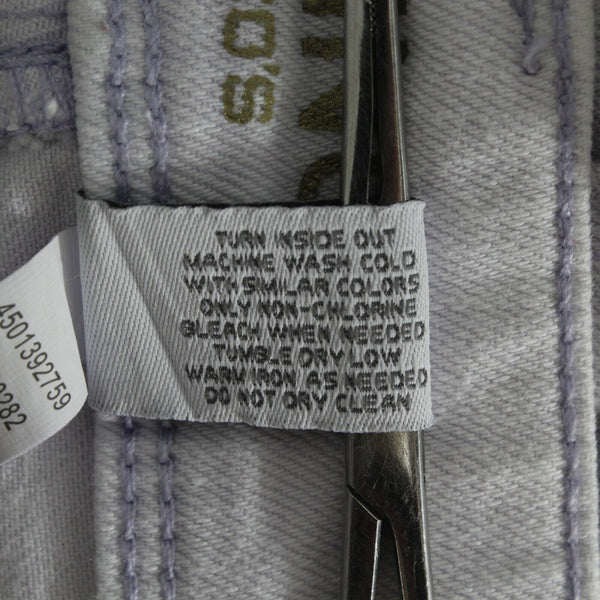 SO'S
TURN INSIDE OUT
MACHINE WASH COLD
WITH SIMILAR COLORS
ONLY NON-CHLORINE
BLEACH WHEN NEEDED
TUMBLE DRY LOW
WARM IRON AS NEEDED
DO NOT DRY CLEAN
4501392759
0282